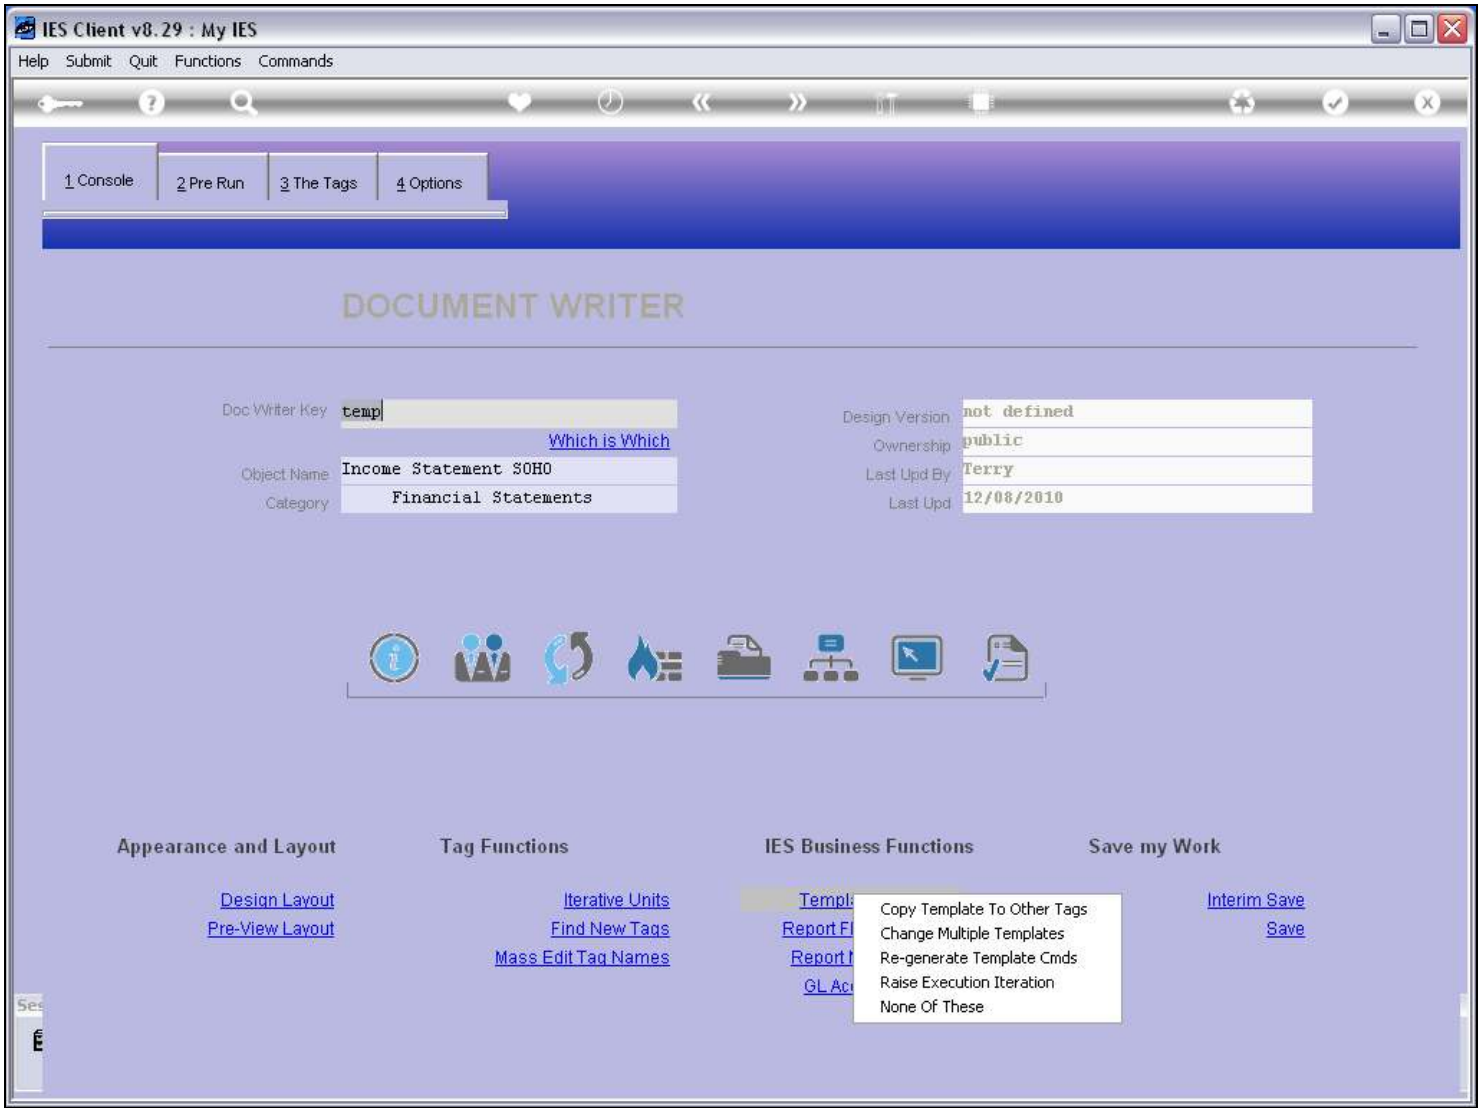 IES Client v8.29 : My IES
Help Submit Quit Functions Commands
1 Console 2 Pre Run 3 The Tags 4 Options
DOCUMENT WRITER
Doc Writer Key temp
Which is Which
Object Name Income Statement SOHO
Category Financial Statements
Design Version not defined
Ownership public
Last Upd By Terry
Last Upd 12/08/2010
Appearance and Layout
Design Layout
Pre-View Layout
Tag Functions
Iterative Units
Find New Tags
Mass Edit Tag Names
IES Business Functions
Report
GL
Copy Template To Other Tags
Change Multiple Templates
Re-generate Template Cmds
Raise Execution Iteration
None Of These
Save my Work
Interim Save
Save